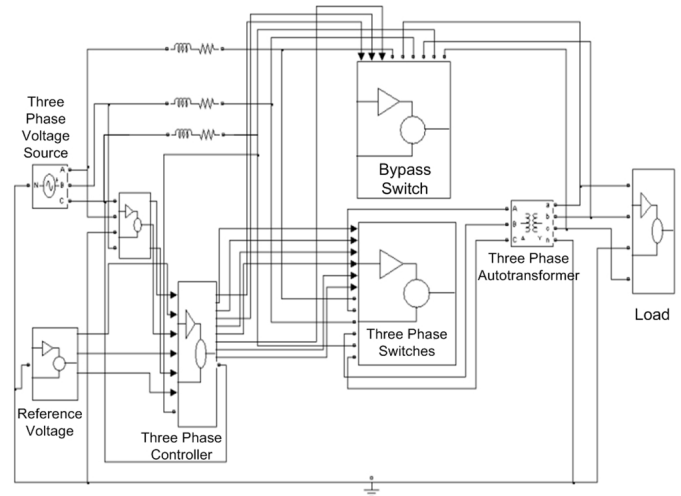 Three
Phase
Voltage
Source
N
A
B
C
Bypass
Switch
A
B
C
a
b
c
n
A Y
Three Phase
Autotransformer
Load
Three Phase
Switches
Reference
Voltage
Three Phase
Controller